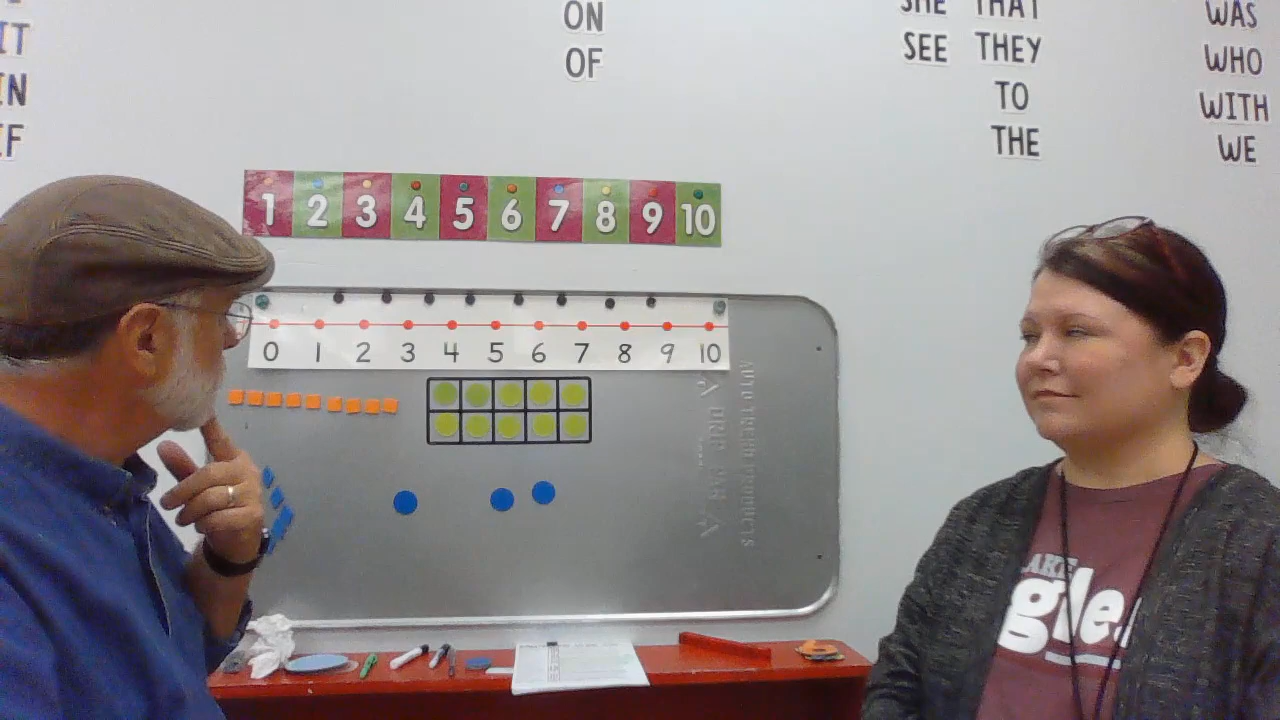 IT
IN
IF
ON
OF
SHE
SEE
THAT
THEY
TO
THE
WAS
WHO
WITH
WE
1 2 3 4 5 6 7 8 9 10
0 1 2 3 4 5 6 7 8 9 10